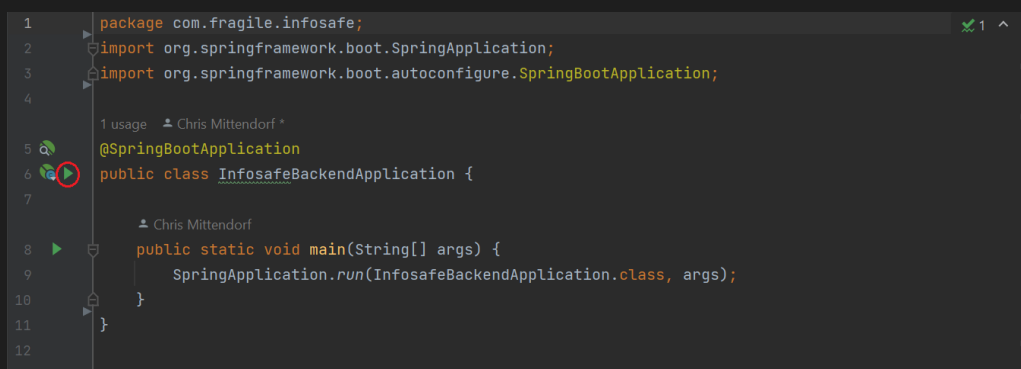 1 package com.fragile.infosafe;
1
2 import org.springframework.boot.SpringApplication;
3 import org.springframework.boot.autoconfigure.SpringBootApplication;
4
1 usage Chris Mittendorf *
5 @SpringBootApplication
6 public class InfosafeBackendApplication {
7
Chris Mittendorf
8 public static void main(String[] args) {
9 SpringApplication.run(InfosafeBackendApplication.class, args);
10 }
11 }
12